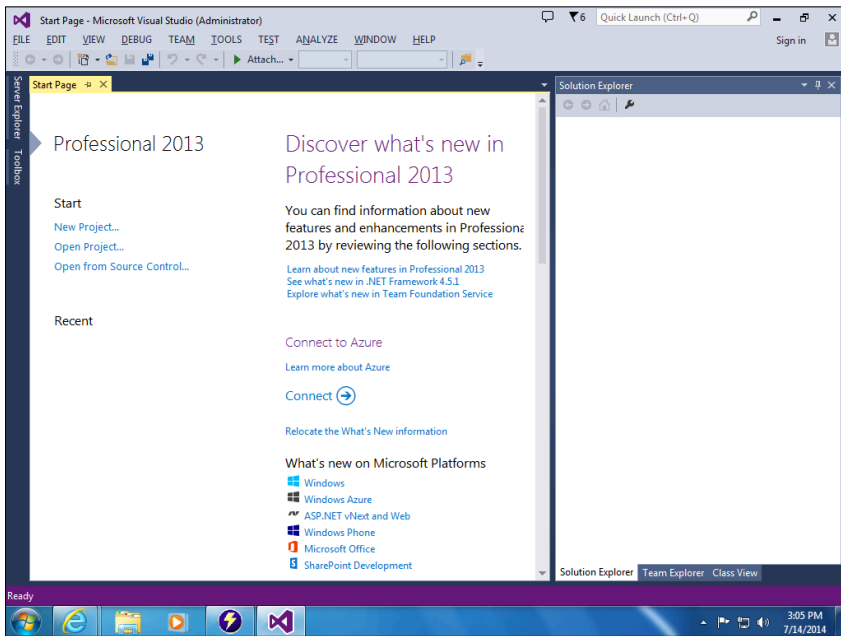 Start Page - Microsoft Visual Studio (Administrator)
6
Quick Launch (Ctrl+Q)
FILE EDIT VIEW DEBUG TEAM TOOLS TEST ANALYZE WINDOW HELP
Sign in
Attach...
Server Explorer
Toolbox
Start Page
Professional 2013
Start
New Project...
Open Project...
Open from Source Control...
Recent
Discover what's new in
Professional 2013
You can find information about new
features and enhancements in Professiona
2013 by reviewing the following sections.
Learn about new features in Professional 2013
See what's new in .NET Framework 4.5.1
Explore what's new in Team Foundation Service
Connect to Azure
Learn more about Azure
Connect
Relocate the What's New information
What's new on Microsoft Platforms
Windows
Windows Azure
ASP.NET vNext and Web
Windows Phone
Microsoft Office
SharePoint Development
Solution Explorer
Solution Explorer Team Explorer Class View
Ready
3:05 PM
7/14/2014